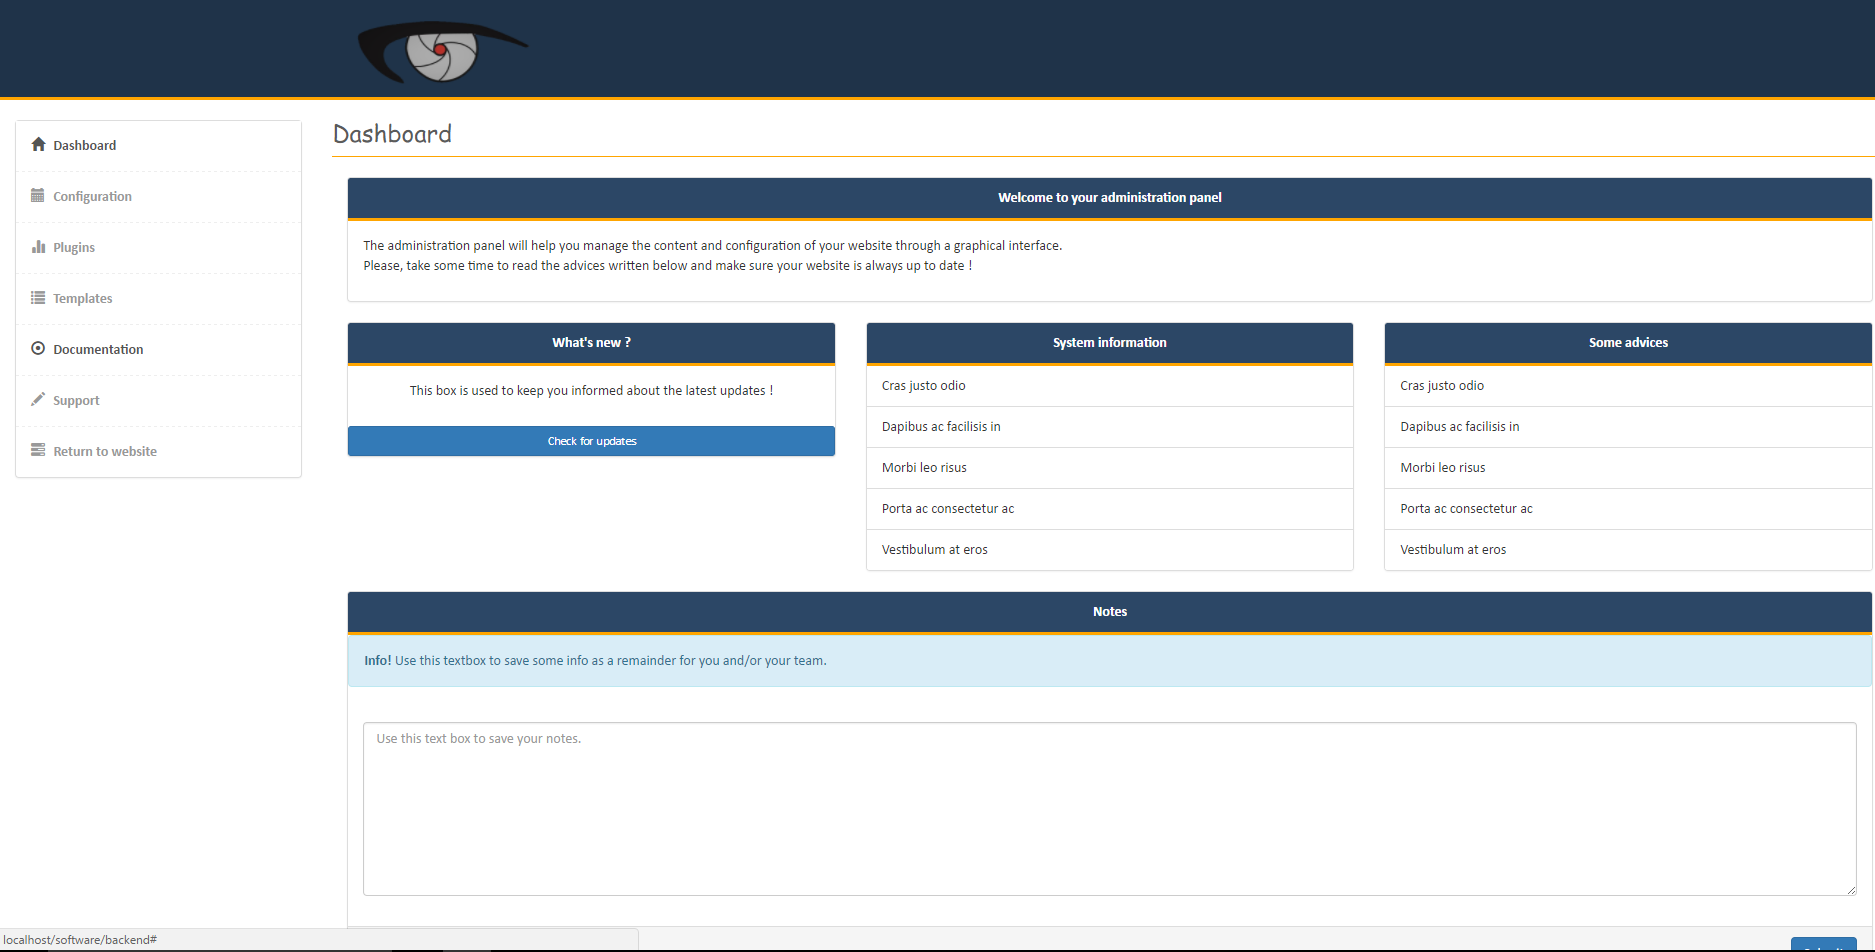 Dashboard
Configuration
Plugins
Templates
Documentation
Support
Return to website
Dashboard
Welcome to your administration panel
The administration panel will help you manage the content and configuration of your website through a graphical interface.
Please, take some time to read the advices written below and make sure your website is always up to date !
What's new ?
This box is used to keep you informed about the latest updates !
Check for updates
System information
Cras justo odio
Dapibus ac facilisis in
Morbi leo risus
Porta ac consectetur ac
Vestibulum at eros
Some advices
Cras justo odio
Dapibus ac facilisis in
Morbi leo risus
Porta ac consectetur ac
Vestibulum at eros
Notes
Info! Use this textbox to save some info as a remainder for you and/or your team.
Use this text box to save your notes.
localhost/software/backend#